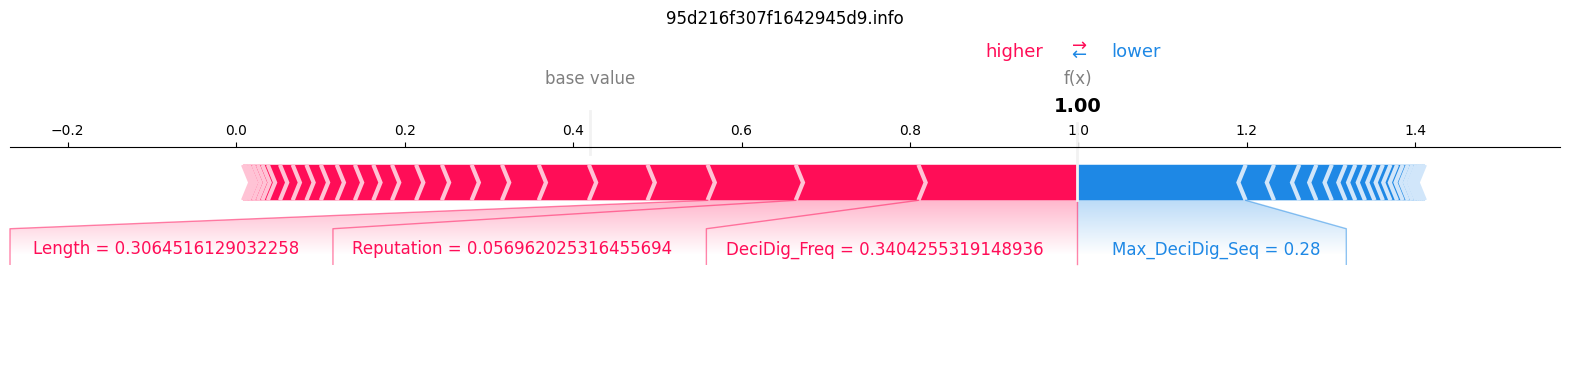 95d216f307f1642945d9.info
higher ⇄ lower
base value f(x)
1.00
−0.2 0.0 0.2 0.4 0.6 0.8 1.0 1.2 1.4
Length = 0.3064516129032258 Reputation = 0.056962025316455694 DeciDig_Freq = 0.3404255319148936 Max_DeciDig_Seq = 0.28